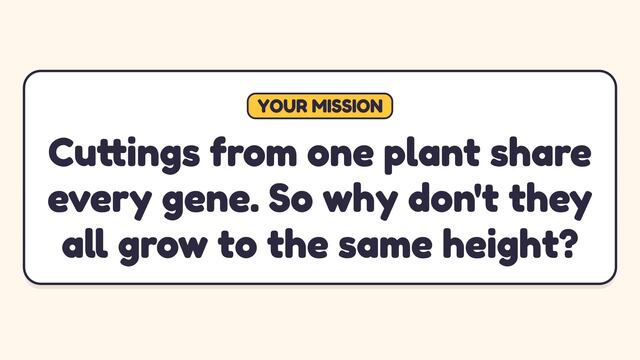 YOUR MISSION
Cuttings from one plant share
every gene. So why don't they
all grow to the same height?